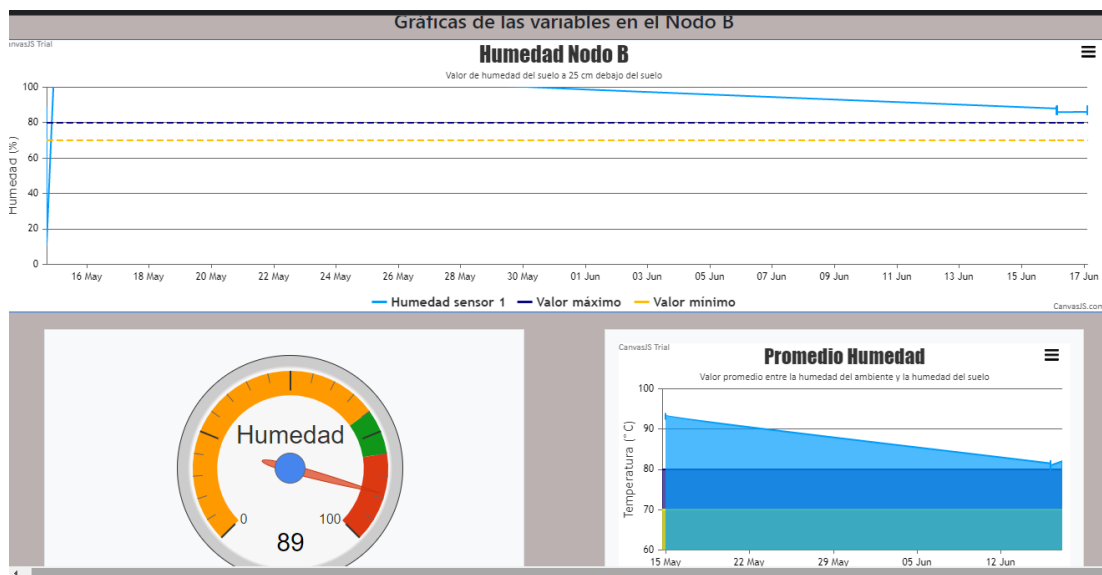 Gráficas de las variables en el Nodo B
CanvasJS Trial
Humedad Nodo B
Valor de humedad del suelo a 25 cm debajo del suelo
Humedad (%)
100
80
60
40
20
0
16 May 18 May 20 May 22 May 24 May 26 May 28 May 30 May 01 Jun 03 Jun 05 Jun 07 Jun 09 Jun 11 Jun 13 Jun 15 Jun 17 Jun
Humedad sensor 1 Valor máximo Valor mínimo
CanvasJS.com
Humedad
0 100
89
CanvasJS Trial
Promedio Humedad
Valor promedio entre la humedad del ambiente y la humedad del suelo
Temperatura (°C)
100
90
80
70
60
15 May 22 May 29 May 05 Jun 12 Jun